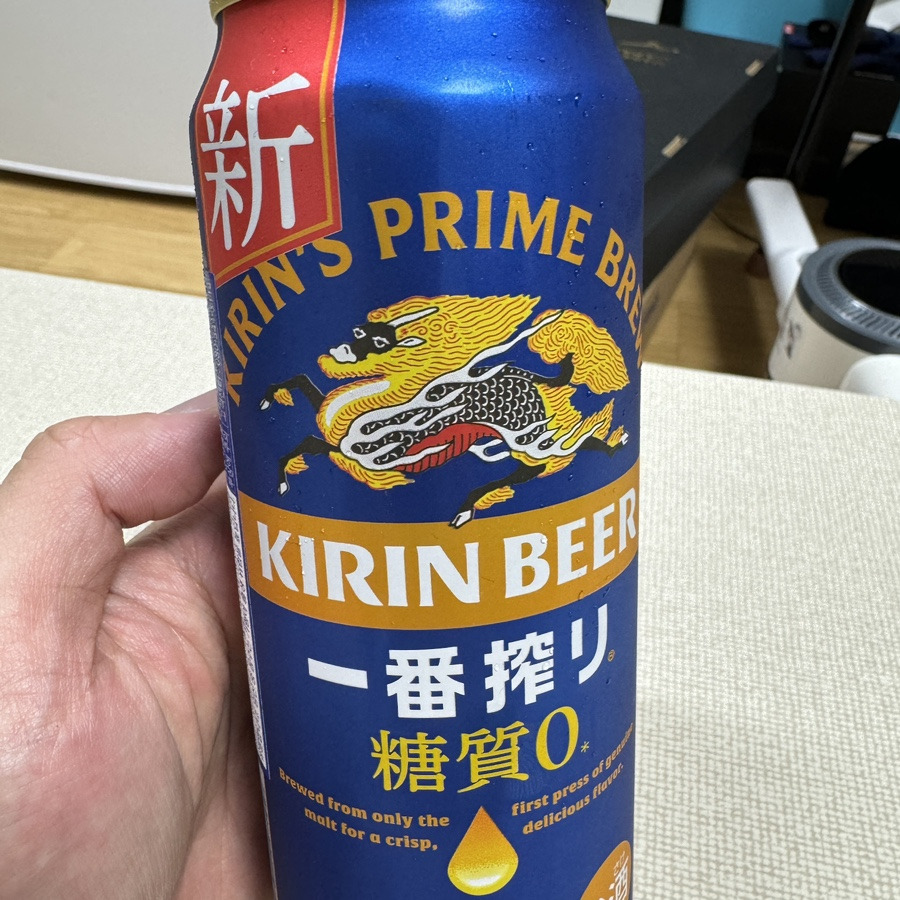 新
KIRIN'S PRIME BREW
KIRIN BEER
一番搾り
糖質0*
Brewed from only the
malt for a crisp,
first press of genuine
delicious flavor.
酒